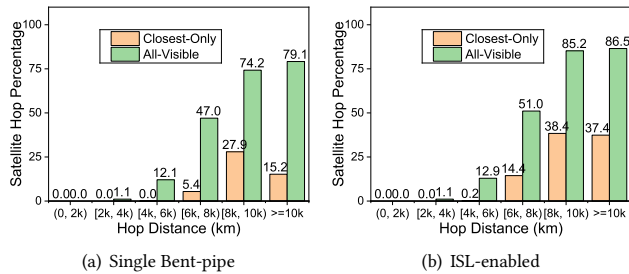 100
75
50
25
0
Satellite Hop Percentage
Closest-Only
All-Visible
0.0 0.0
0.0 1.1
0.0 12.1
5.4 47.0
27.9 74.2
15.2 79.1
(0, 2k) [2k, 4k) [4k, 6k) [6k, 8k) [8k, 10k) >=10k
Hop Distance (km)
(a) Single Bent-pipe
100
75
50
25
0
Satellite Hop Percentage
Closest-Only
All-Visible
0.0 0.0
0.0 1.1
0.2 12.9
14.4 51.0
38.4 85.2
37.4 86.5
(0, 2k) [2k, 4k) [4k, 6k) [6k, 8k) [8k, 10k) >=10k
Hop Distance (km)
(b) ISL-enabled